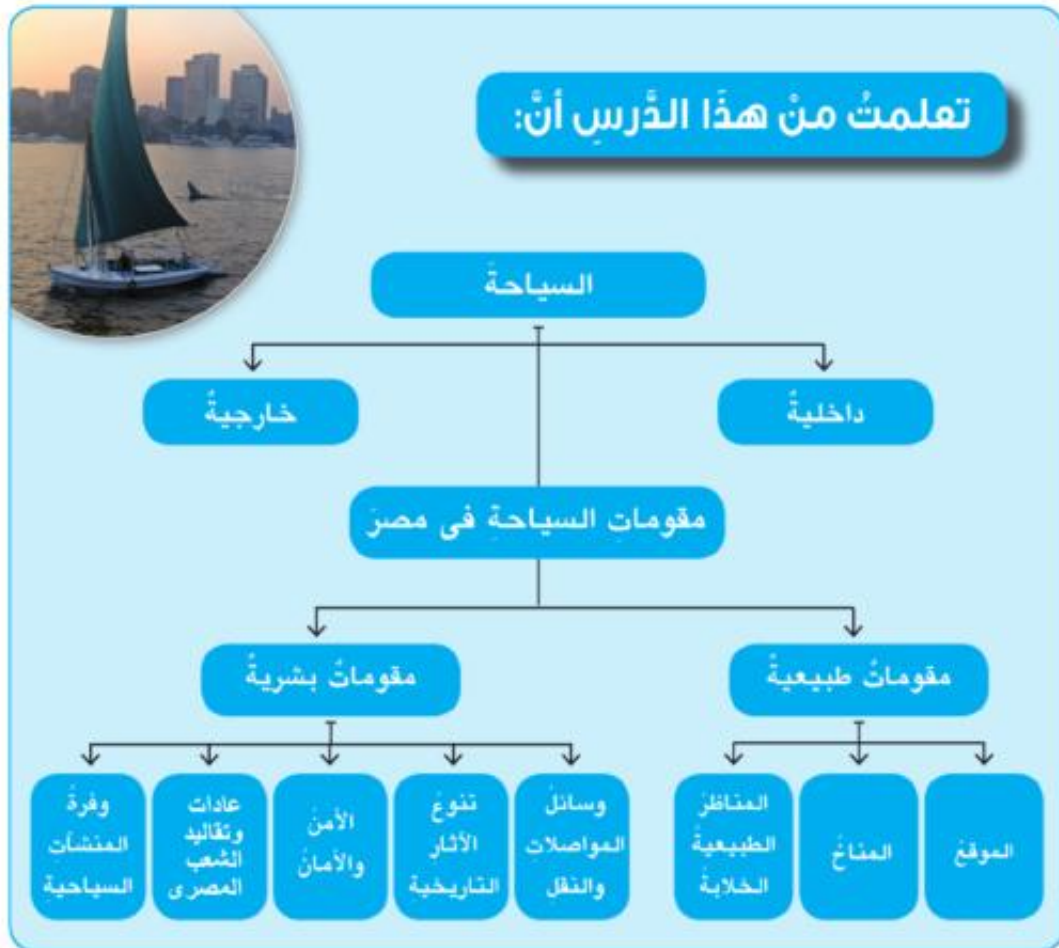 تعلمتُ منْ هذَا الدَّرسِ أنَّ:
السياحةَ
داخليةٌ
خارجيةٌ
مقوماتِ السياحةِ فى مصرَ
مقوماتٌ طبيعيةٌ
مقوماتٌ بشريةٌ
الموقعُ
المناخُ
المناظرُ
الطبيعيةُ
الخلابةُ
وسائلُ
المواصلاتِ
والنقلِ
تنوعُ
الآثار
التاريخيةِ
الأمنُ
والأمانُ
عادات
وتقاليد
الشعب
المصرى
وفرةُ
المنشآتِ
السياحيةِ